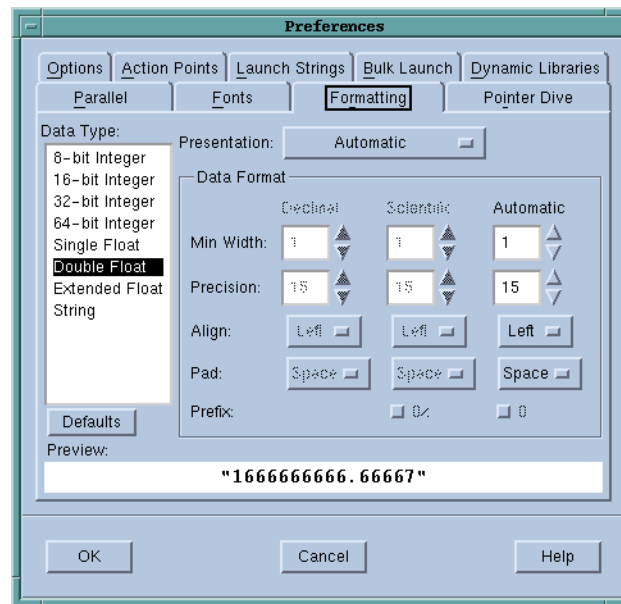 Preferences
Options Action Points Launch Strings Bulk Launch Dynamic Libraries
Parallel Fonts Formatting Pointer Dive
Data Type:
8-bit Integer
16-bit Integer
32-bit Integer
64-bit Integer
Single Float
Double Float
Extended Float
String
Defaults
Presentation: Automatic
Data Format
Decimal Scientific Automatic
Min Width: 1 1 1
Precision: 15 15 15
Align: Left Left Left
Pad: Space Space Space
Prefix: 0x 0
Preview:
"1666666666.66667"
OK Cancel Help